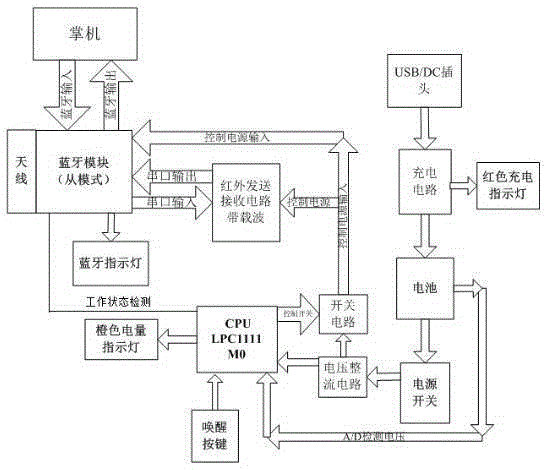 掌机
蓝牙输入
蓝牙输出
USB/DC插
头
控制电源输入
天
线
蓝牙模块
（从模式）
串口输出
串口输入
红外发送
接收电路
带载波
控制电源
控制电源输入
充电
电路
红色充电
指示灯
蓝牙指示灯
工作状态检测
电池
橙色电量
指示灯
CPU
LPC1111
M0
控制开关
开关
电路
电压整
流电路
电源
开关
唤醒
按键
A/D检测电压